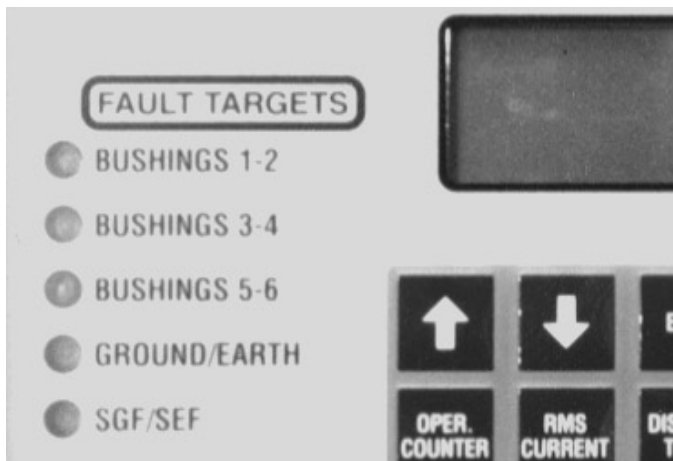 FAULT TARGETS
BUSHINGS 1-2
BUSHINGS 3-4
BUSHINGS 5-6
GROUND/EARTH
SGF/SEF
OPER.
COUNTER
RMS
CURRENT